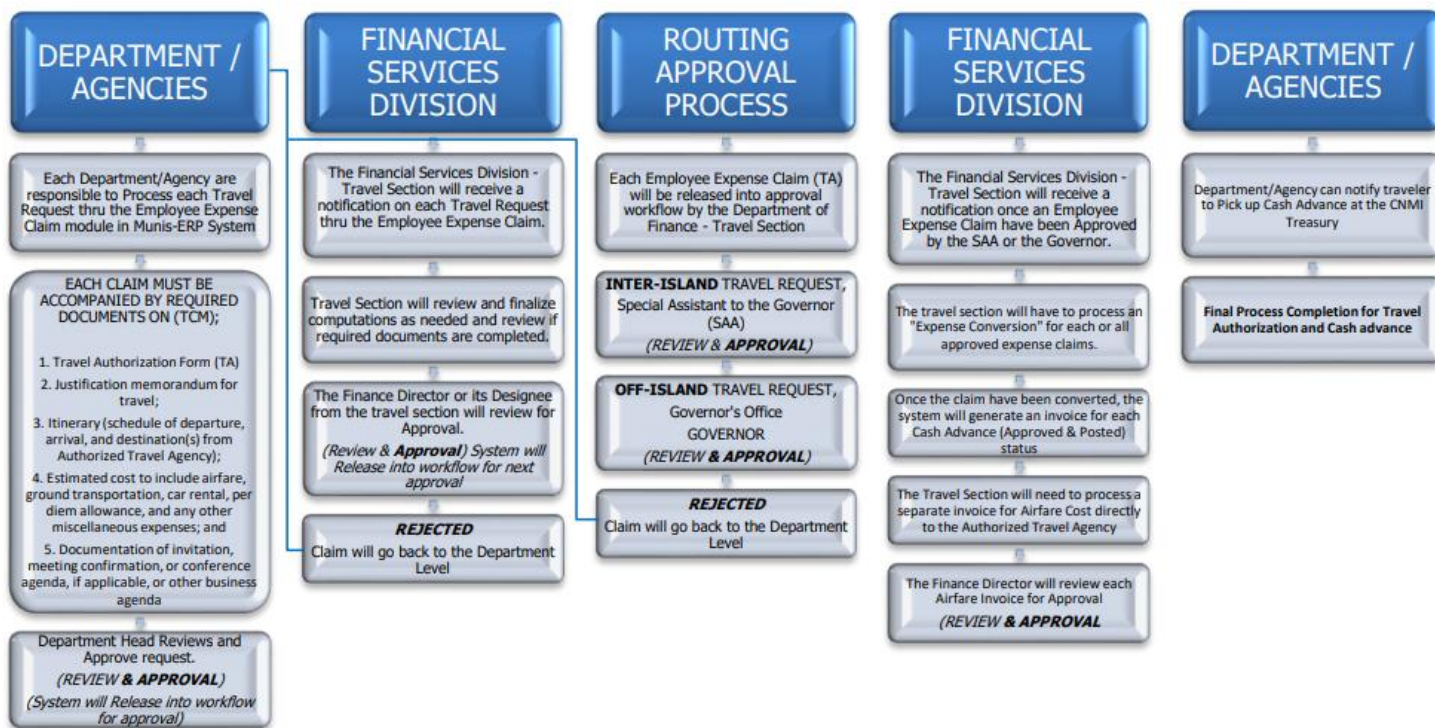 DEPARTMENT /
AGENCIES
Each Department/Agency are
responsible to Process each Travel
Request thru the Employee Expense
Claim module in Munis-ERP System
EACH CLAIM MUST BE
ACCOMPANIED BY REQUIRED
DOCUMENTS ON (TCM);
1. Travel Authorization Form (TA)
2. Justification memorandum for
travel;
3. Itinerary (schedule of departure,
arrival, and destination(s) from
Authorized Travel Agency);
4. Estimated cost to include airfare,
ground transportation, car rental, per
diem allowance, and any other
miscellaneous expenses; and
5. Documentation of invitation,
meeting confirmation, or conference
agenda, if applicable, or other business
agenda
Department Head Reviews and
Approve request.
(REVIEW & APPROVAL)
(System will Release into workflow
for approval)
FINANCIAL
SERVICES
DIVISION
The Financial Services Division -
Travel Section will receive a
notification on each Travel Request
thru the Employee Expense Claim.
Travel Section will review and finalize
computations as needed and review if
required documents are completed.
The Finance Director or its Designee
from the travel section will review for
Approval.
(Review & Approval) System will
Release into workflow for next
approval
REJECTED
Claim will go back to the Department
Level
ROUTING
APPROVAL
PROCESS
Each Employee Expense Claim (TA)
will be released into approval
workflow by the Department of
Finance - Travel Section
INTER-ISLAND TRAVEL REQUEST,
Special Assistant to the Governor
(SAA)
(REVIEW & APPROVAL)
OFF-ISLAND TRAVEL REQUEST,
Governor's Office
GOVERNOR
(REVIEW & APPROVAL)
REJECTED
Claim will go back to the Department
Level
FINANCIAL
SERVICES
DIVISION
The Financial Services Division -
Travel Section will receive a
notification once an Employee
Expense Claim have been Approved
by the SAA or the Governor.
The travel section will have to process an
"Expense Conversion" for each or all
approved expense claims.
Once the claim have been converted, the
system will generate an invoice for each
Cash Advance (Approved & Posted)
status
The Travel Section will need to process a
separate invoice for Airfare Cost directly
to the Authorized Travel Agency
The Finance Director will review each
Airfare Invoice for Approval
(REVIEW & APPROVAL
DEPARTMENT /
AGENCIES
Department/Agency can notify traveler
to Pick up Cash Advance at the CNMI
Treasury
Final Process Completion for Travel
Authorization and Cash advance